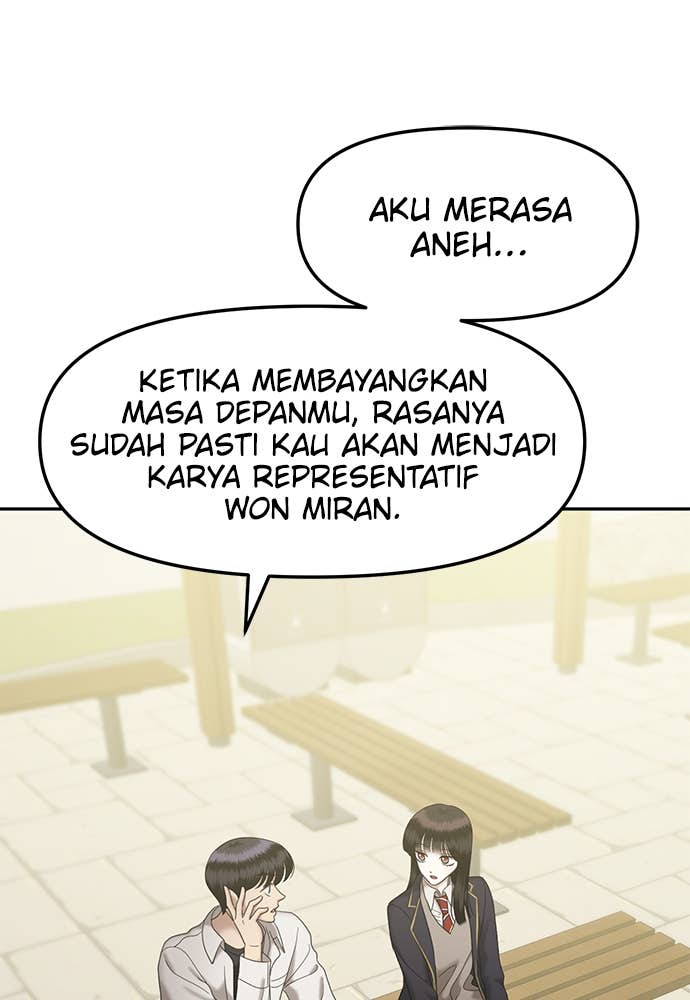 AKU MERASA
ANEH...
KETIKA MEMBAYANGKAN
MASA DEPANMU, RASANYA
SUDAH PASTI KAU AKAN MENJADI
KARYA REPRESENTATIF
WON MIRAN.